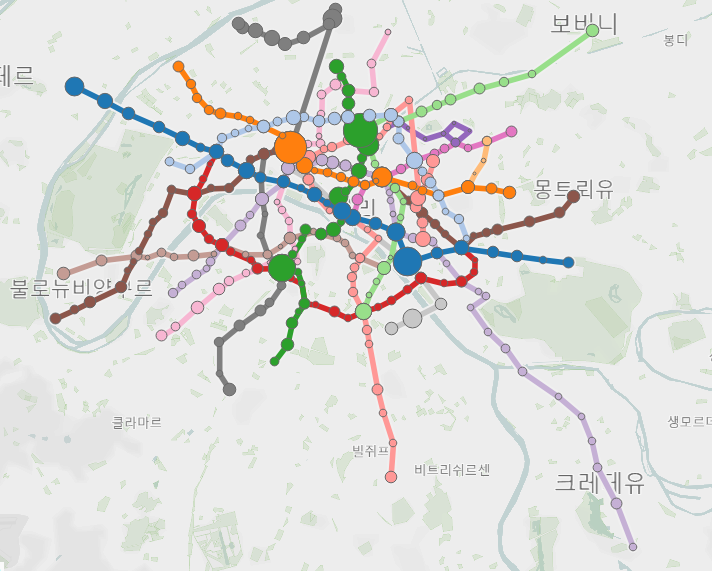 보비니
봉디
테르
몽트뢰유
불로뉴비양쿠르
클라마르
생모르데
빌쥐프
비트리쉬르센
크레테유